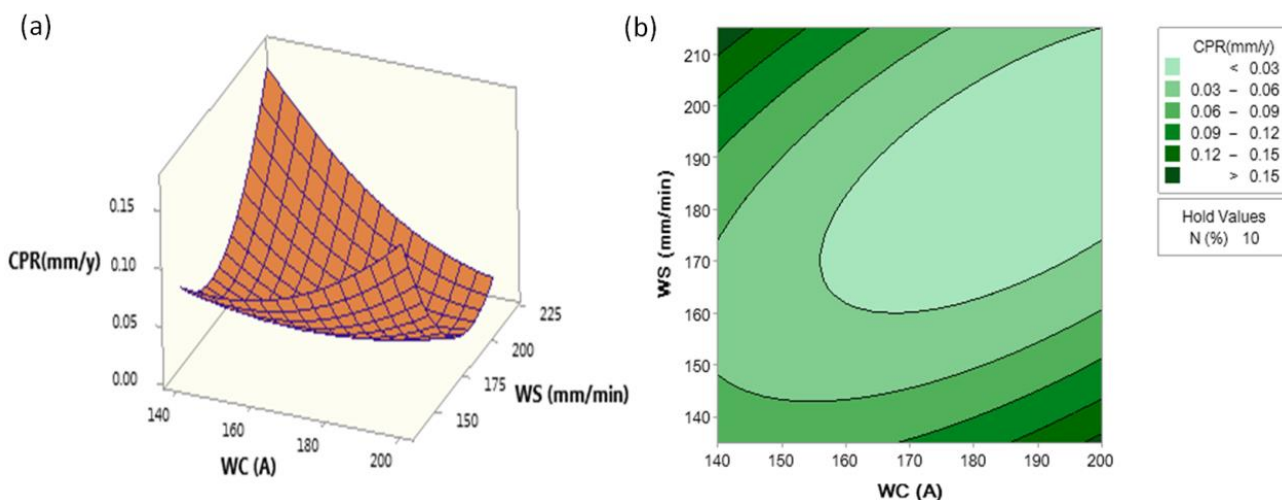 (a)
0.15
CPR(mm/y)
0.10
0.05
0.00
140
160
180
200
WC (A)
150
175
200
225
WS (mm/min)
(b)
210
200
190
180
170
160
150
140
WS (mm/min)
140
150
160
170
180
190
200
WC (A)
CPR(mm/y)
< 0.03
0.03 – 0.06
0.06 – 0.09
0.09 – 0.12
0.12 – 0.15
> 0.15
Hold Values
N (%) 10